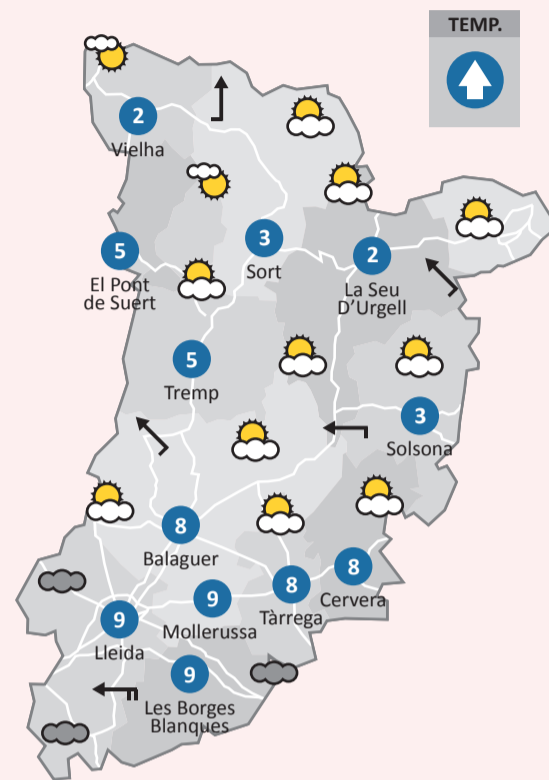 TEMP.
2
Vielha
5
El Pont
de Suert
3
Sort
2
La Seu
D'Urgell
5
Tremp
3
Solsona
8
Balaguer
8
Cervera
8
Tàrrega
9
Mollerussa
9
Lleida
9
Les Borges
Blanques